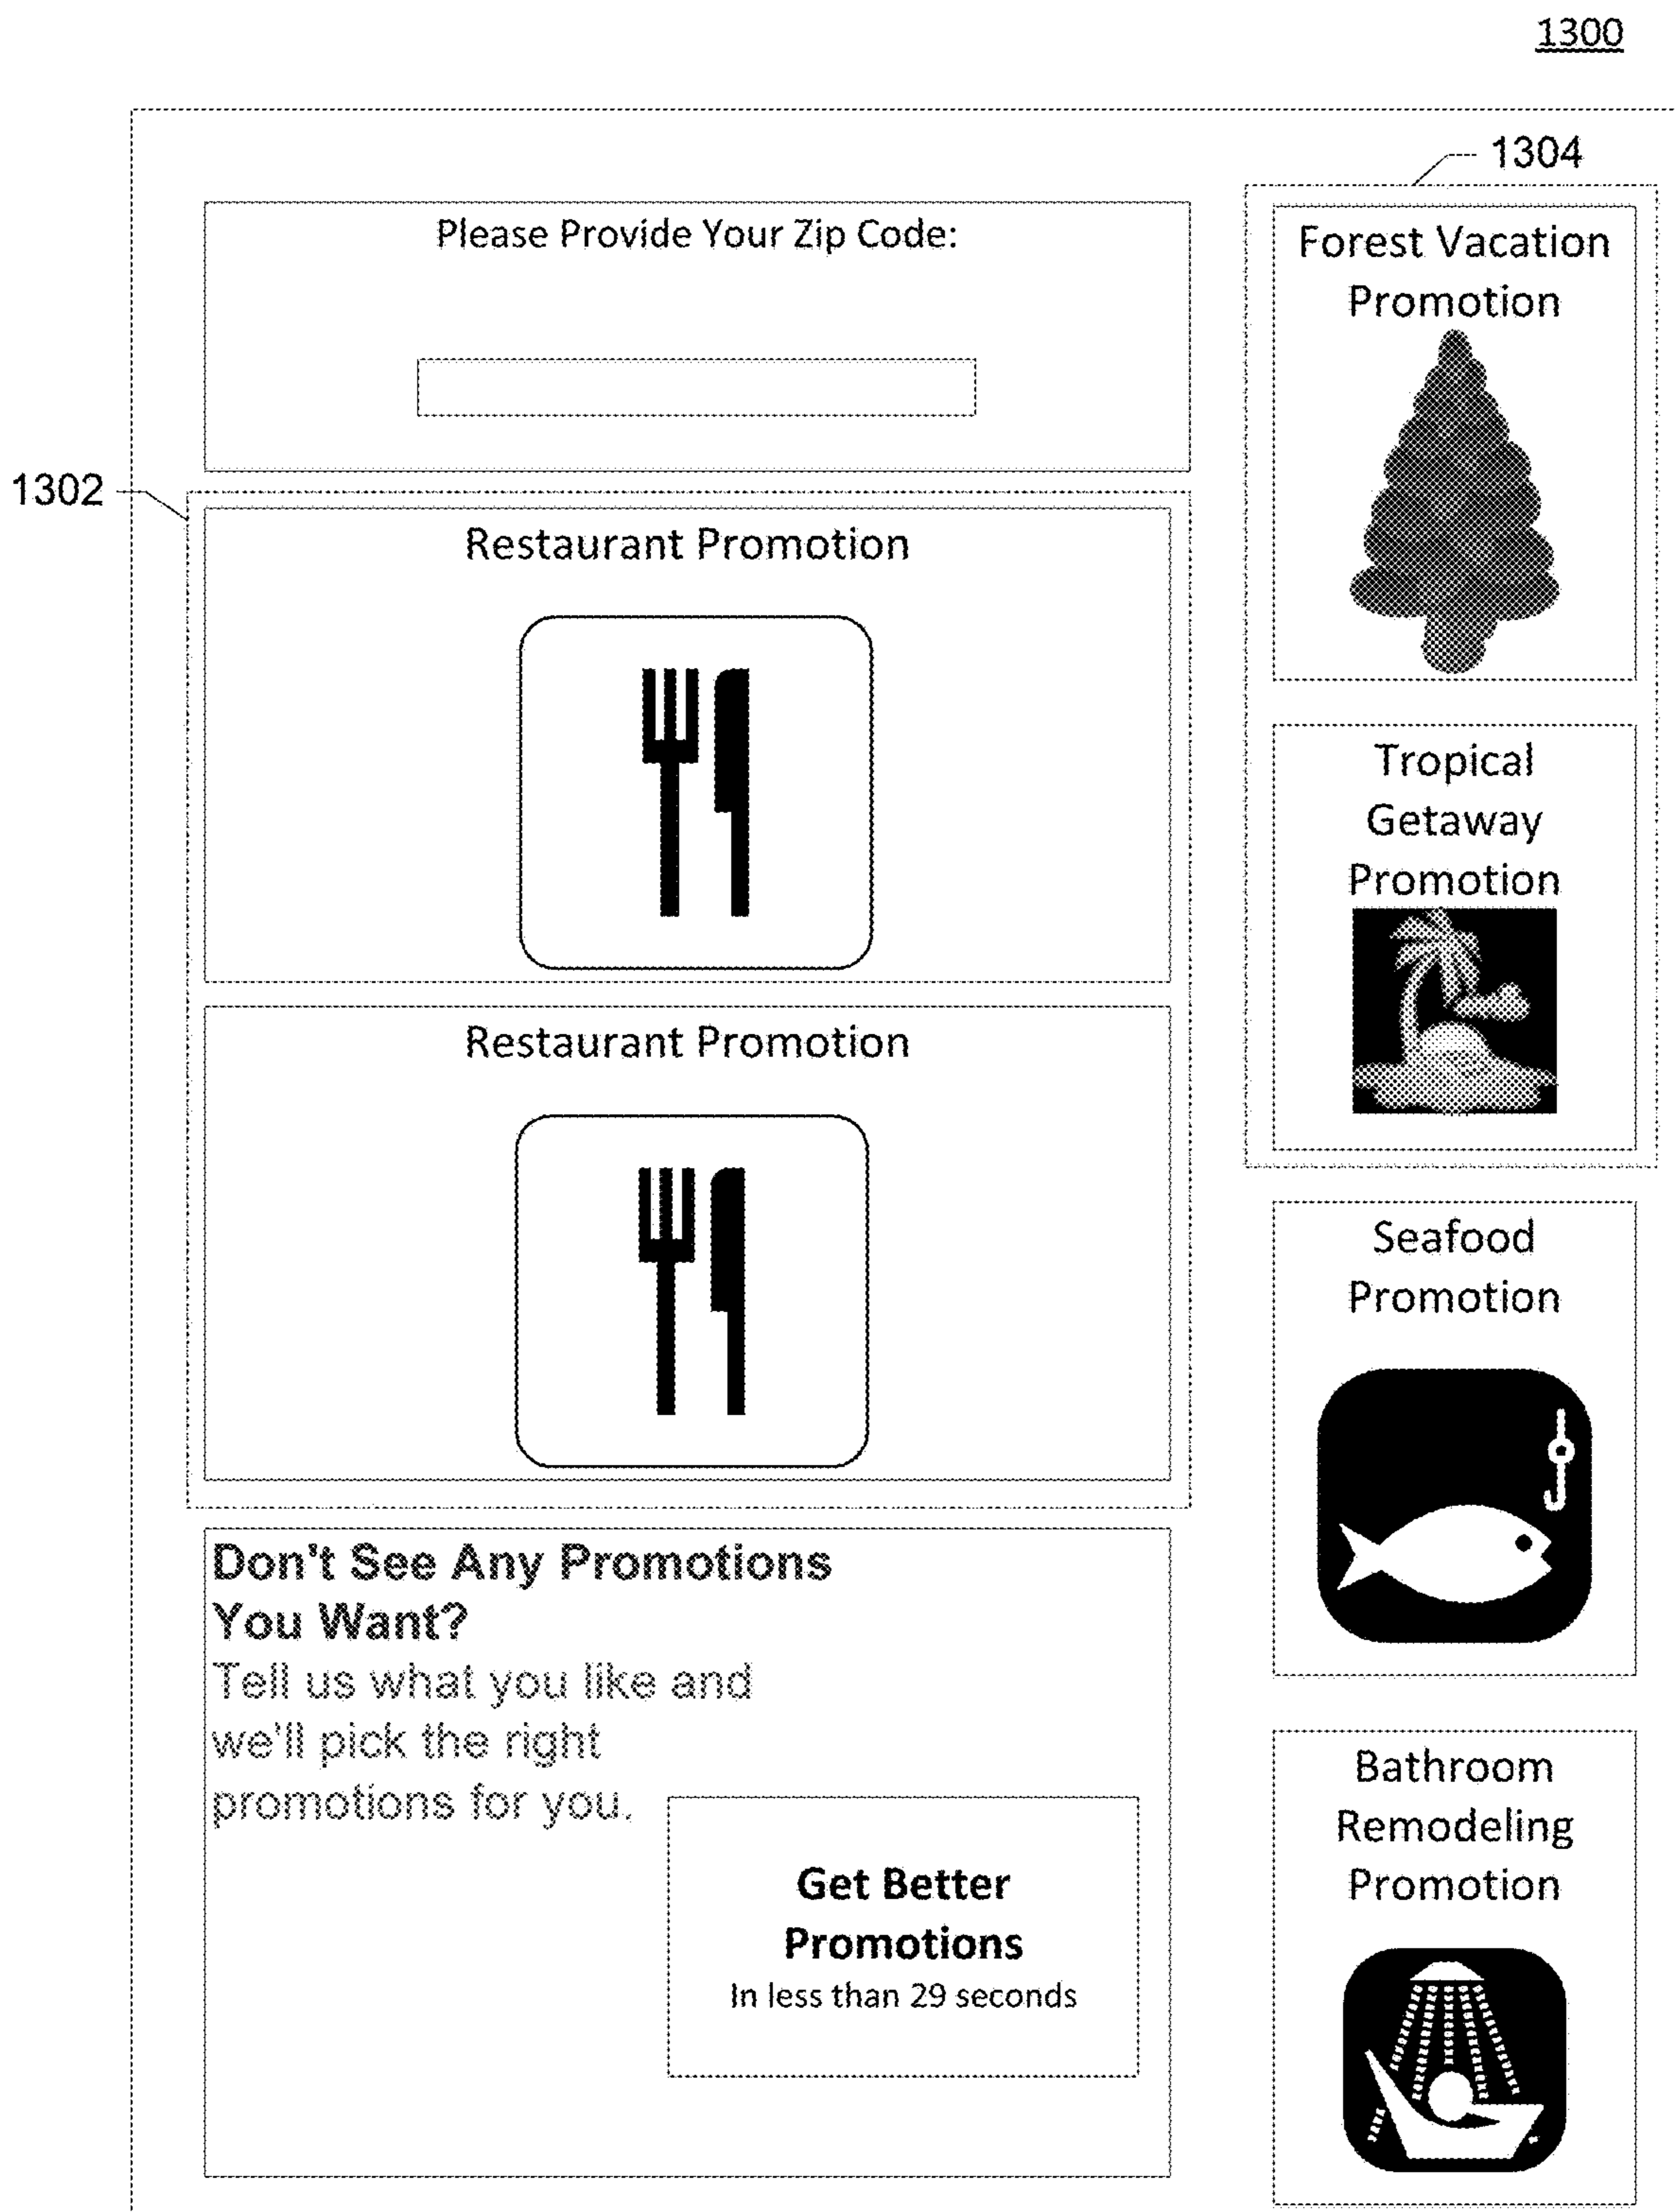 1300
1304
Please Provide Your Zip Code:
1302
Restaurant Promotion
Restaurant Promotion
Don't See Any Promotions
You Want?
Tell us what you like and
we'll pick the right
promotions for you.
Get Better
Promotions
In less than 29 seconds
Forest Vacation
Promotion
Tropical
Getaway
Promotion
Seafood
Promotion
Bathroom
Remodeling
Promotion